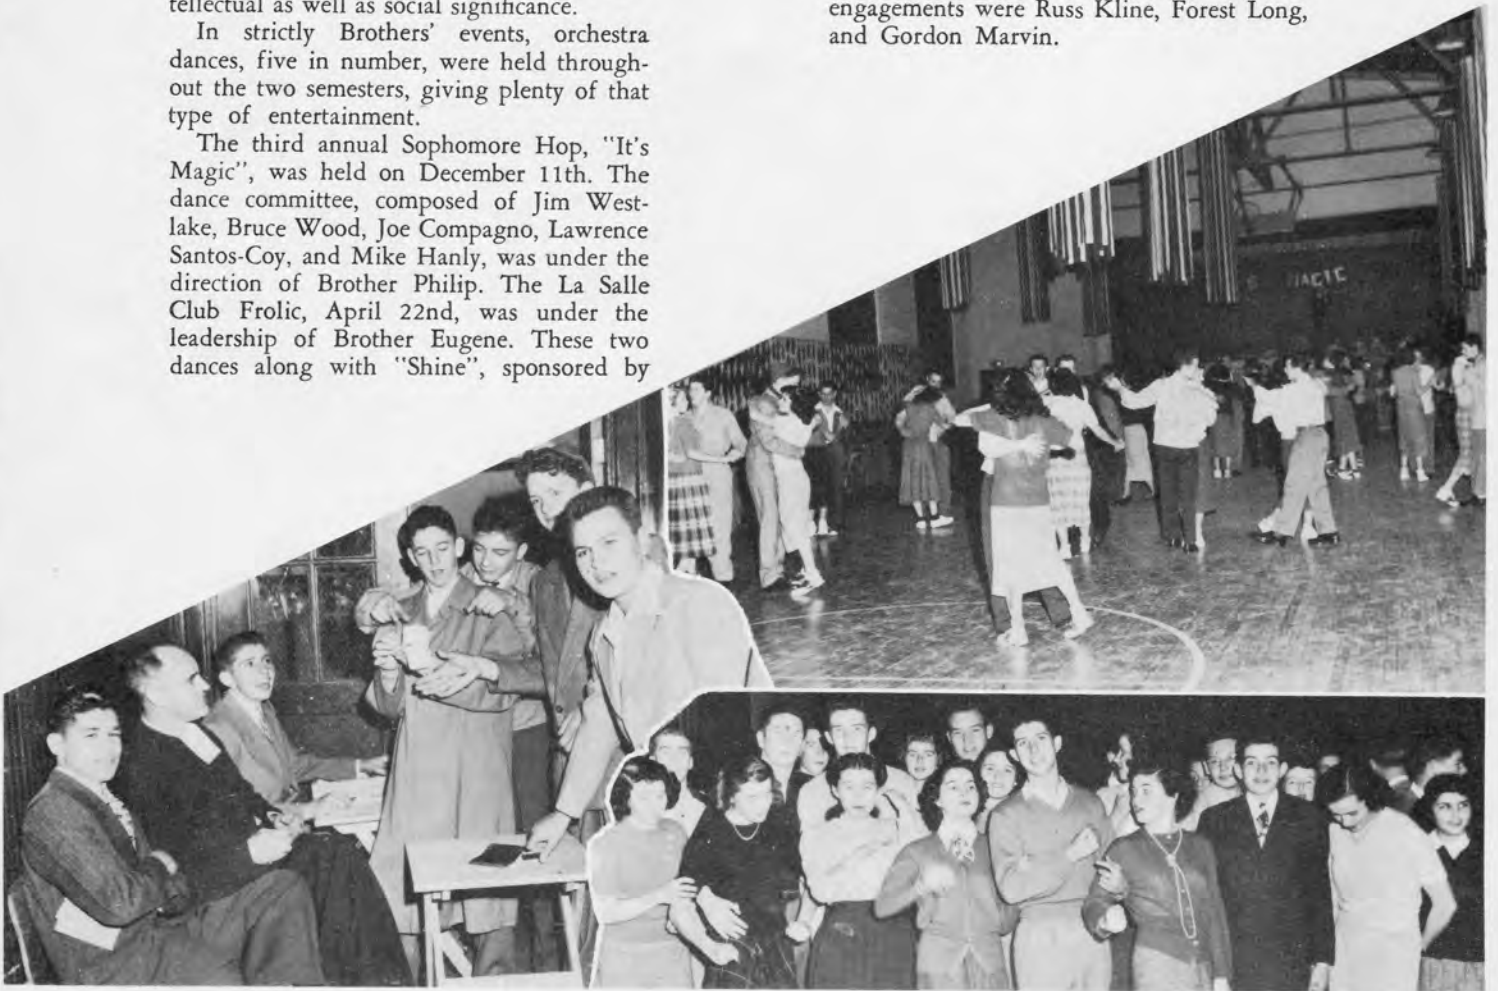 tellectual as well as social significance.
In strictly Brothers' events, orchestra
dances, five in number, were held through-
out the two semesters, giving plenty of that
type of entertainment.
The third annual Sophomore Hop, "It's
Magic", was held on December 11th. The
dance committee, composed of Jim West-
lake, Bruce Wood, Joe Compagno, Lawrence
Santos-Coy, and Mike Hanly, was under the
direction of Brother Philip. The La Salle
Club Frolic, April 22nd, was under the
leadership of Brother Eugene. These two
dances along with "Shine", sponsored by
engagements were Russ Kline, Forest Long,
and Gordon Marvin.
MAGIC